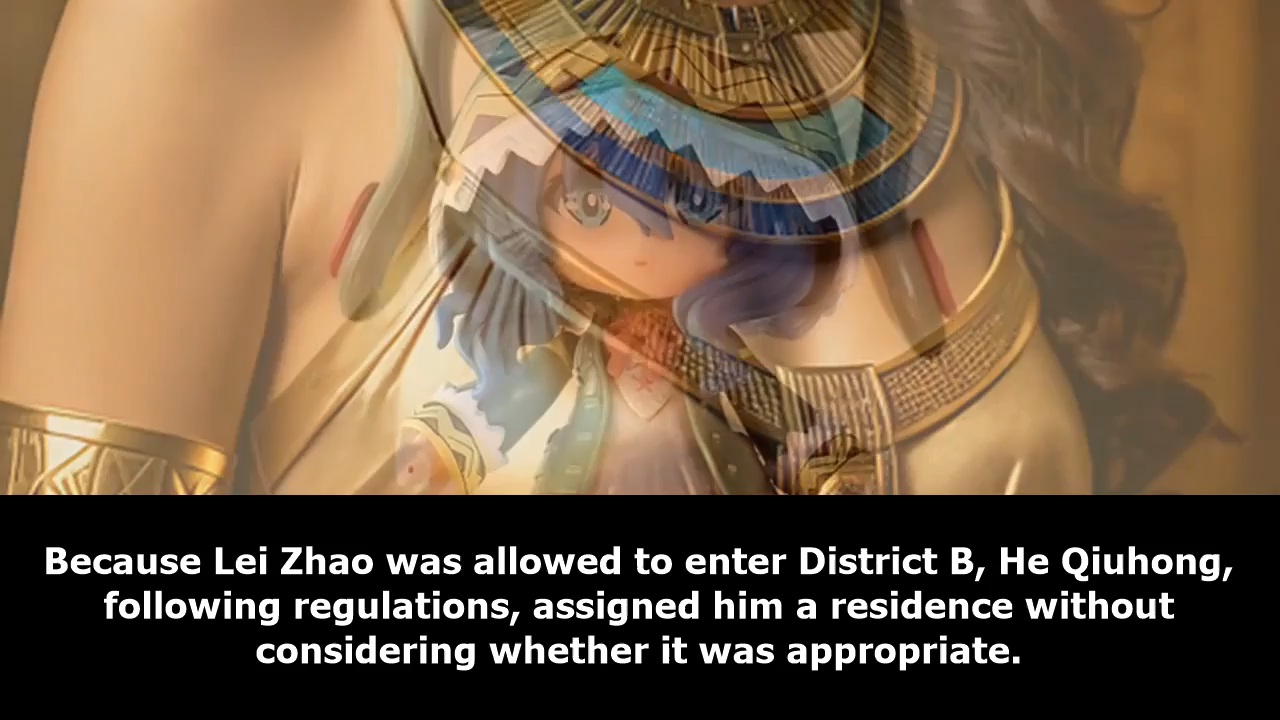 Because Lei Zhao was allowed to enter District B, He Qiuhong,
following regulations, assigned him a residence without
considering whether it was appropriate.